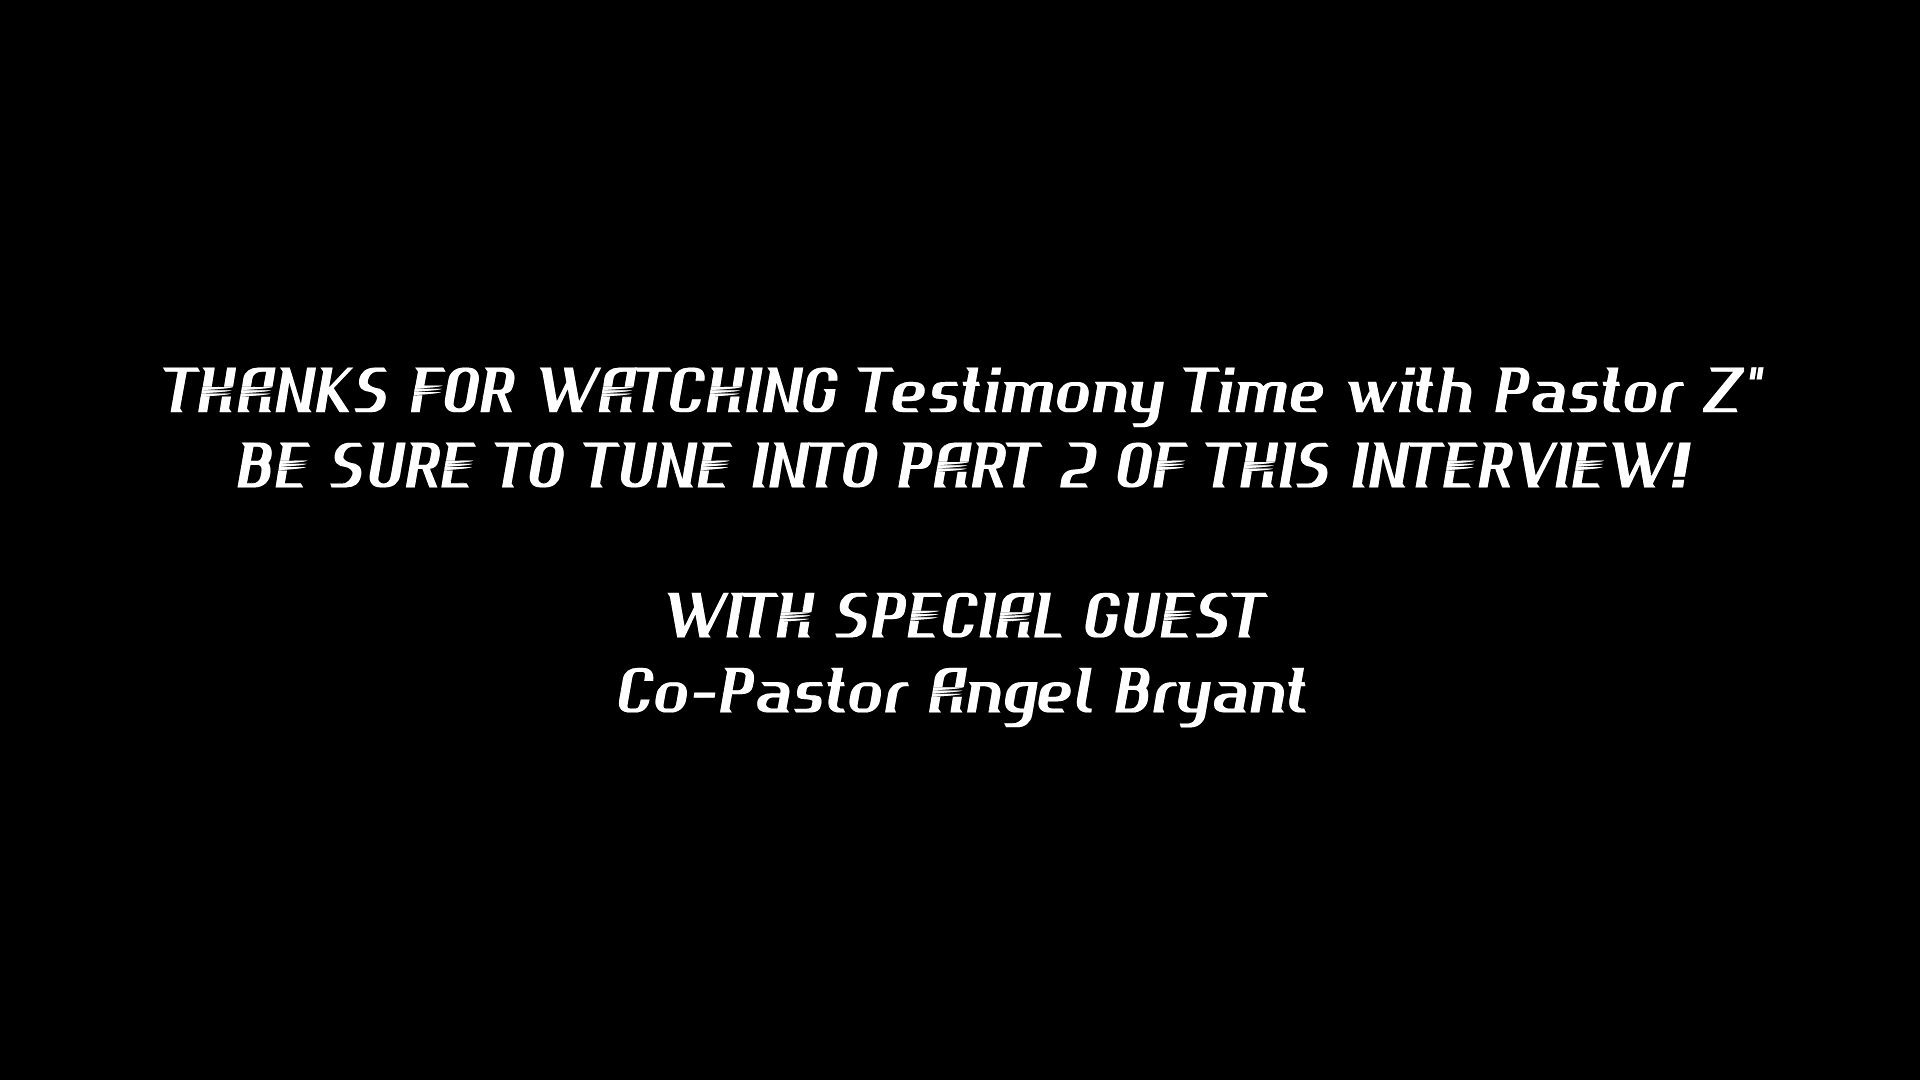 THANKS FOR WATCHING Testimony Time with Pastor Z"
BE SURE TO TUNE INTO PART 2 OF THIS INTERVIEW!
WITH SPECIAL GUEST
Co-Pastor Angel Bryant